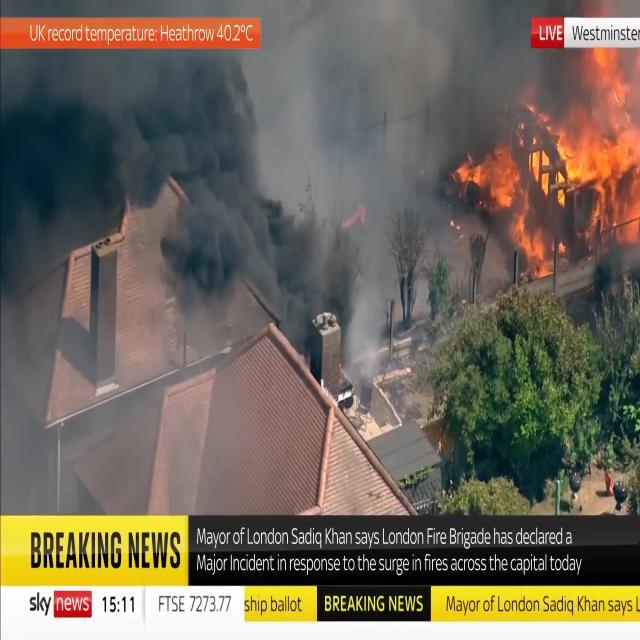 UK record temperature: Heathrow 40.2°C
LIVE Westminster
BREAKING NEWS
Mayor of London Sadiq Khan says London Fire Brigade has declared a
Major Incident in response to the surge in fires across the capital today
sky news 15:11 FTSE 7273.77 ship ballot BREAKING NEWS Mayor of London Sadiq Khan says L